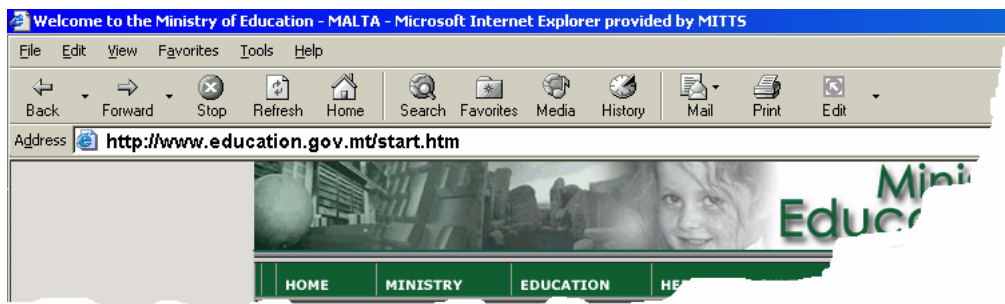 Welcome to the Ministry of Education - MALTA - Microsoft Internet Explorer provided by MITTS
File Edit View Favorites Tools Help
Back Forward Stop Refresh Home Search Favorites Media History Mail Print Edit
Address http://www.education.gov.mt/start.htm
HOME MINISTRY EDUCATION